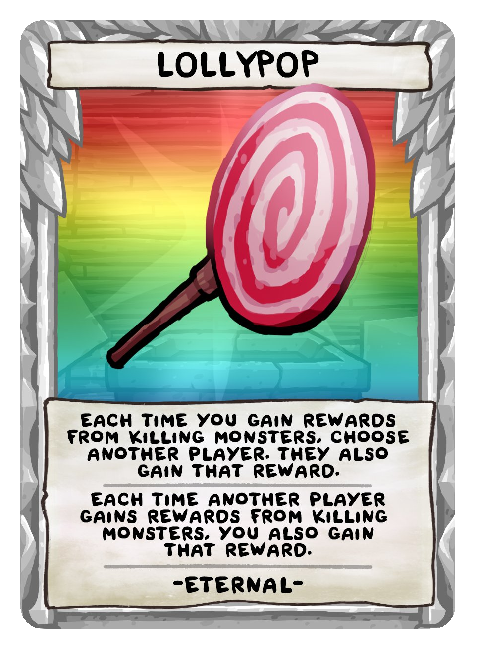 LOLLYPOP
EACH TIME YOU GAIN REWARDS
FROM KILLING MONSTERS, CHOOSE
ANOTHER PLAYER. THEY ALSO
GAIN THAT REWARD.
EACH TIME ANOTHER PLAYER
GAINS REWARDS FROM KILLING
MONSTERS, YOU ALSO GAIN
THAT REWARD.
-ETERNAL-